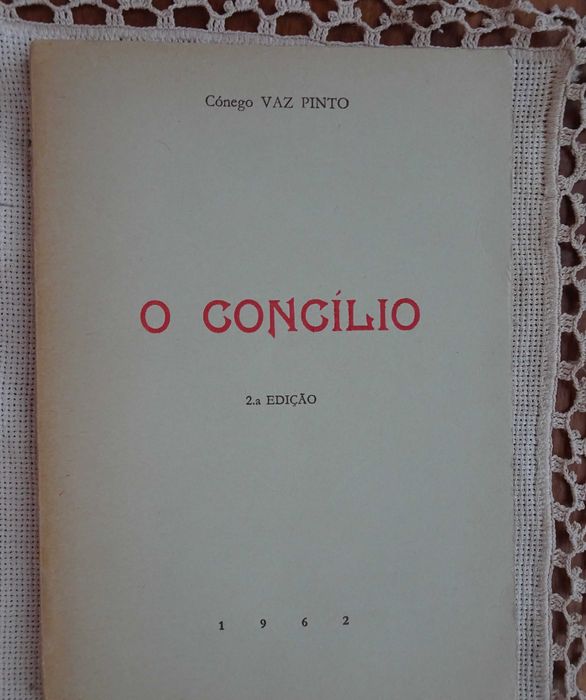 Cónego VAZ PINTO
O CONCÍLIO
2.a EDIÇÃO
1 9 6 2